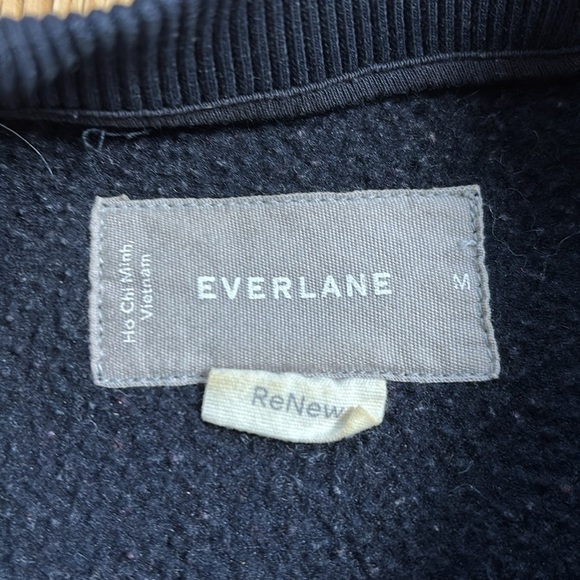 Ho Chi Minh,
Vietnam
EVERLANE
M
ReNew